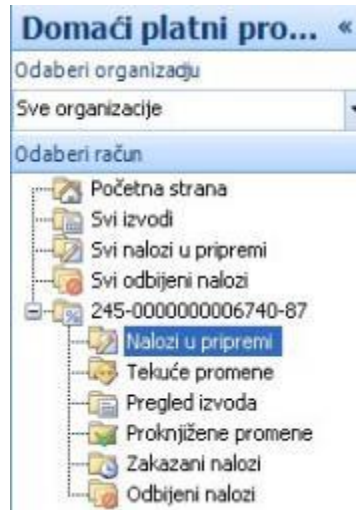 Domaći platni pro... «
Odaberi organizaciju
Sve organizacije
Odaberi račun
Početna strana
Svi izvodi
Svi nalozi u pripremi
Svi odbijeni nalozi
245-0000000006740-87
Nalozi u pripremi
Tekuće promene
Pregled izvoda
Proknjižene promene
Zakazani nalozi
Odbijeni nalozi